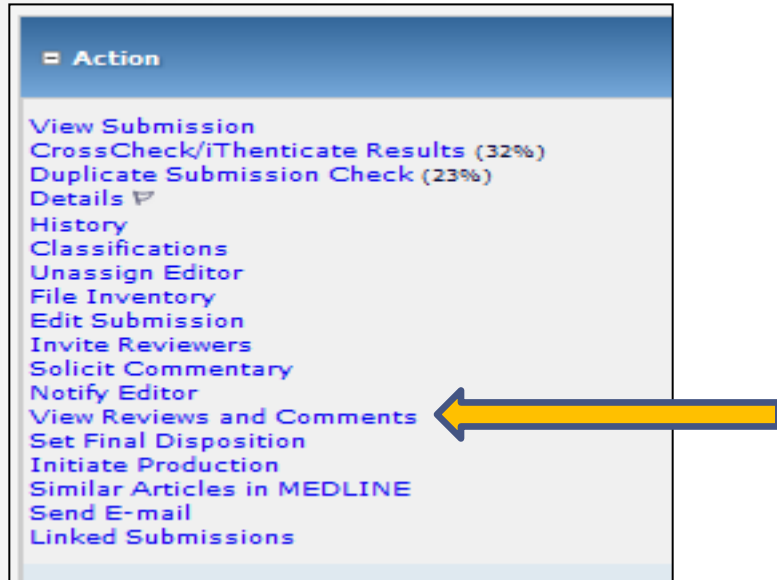 Action
View Submission
CrossCheck/iThenticate Results (32%)
Duplicate Submission Check (23%)
Details
History
Classifications
Unassign Editor
File Inventory
Edit Submission
Invite Reviewers
Solicit Commentary
Notify Editor
View Reviews and Comments
Set Final Disposition
Initiate Production
Similar Articles in MEDLINE
Send E-mail
Linked Submissions